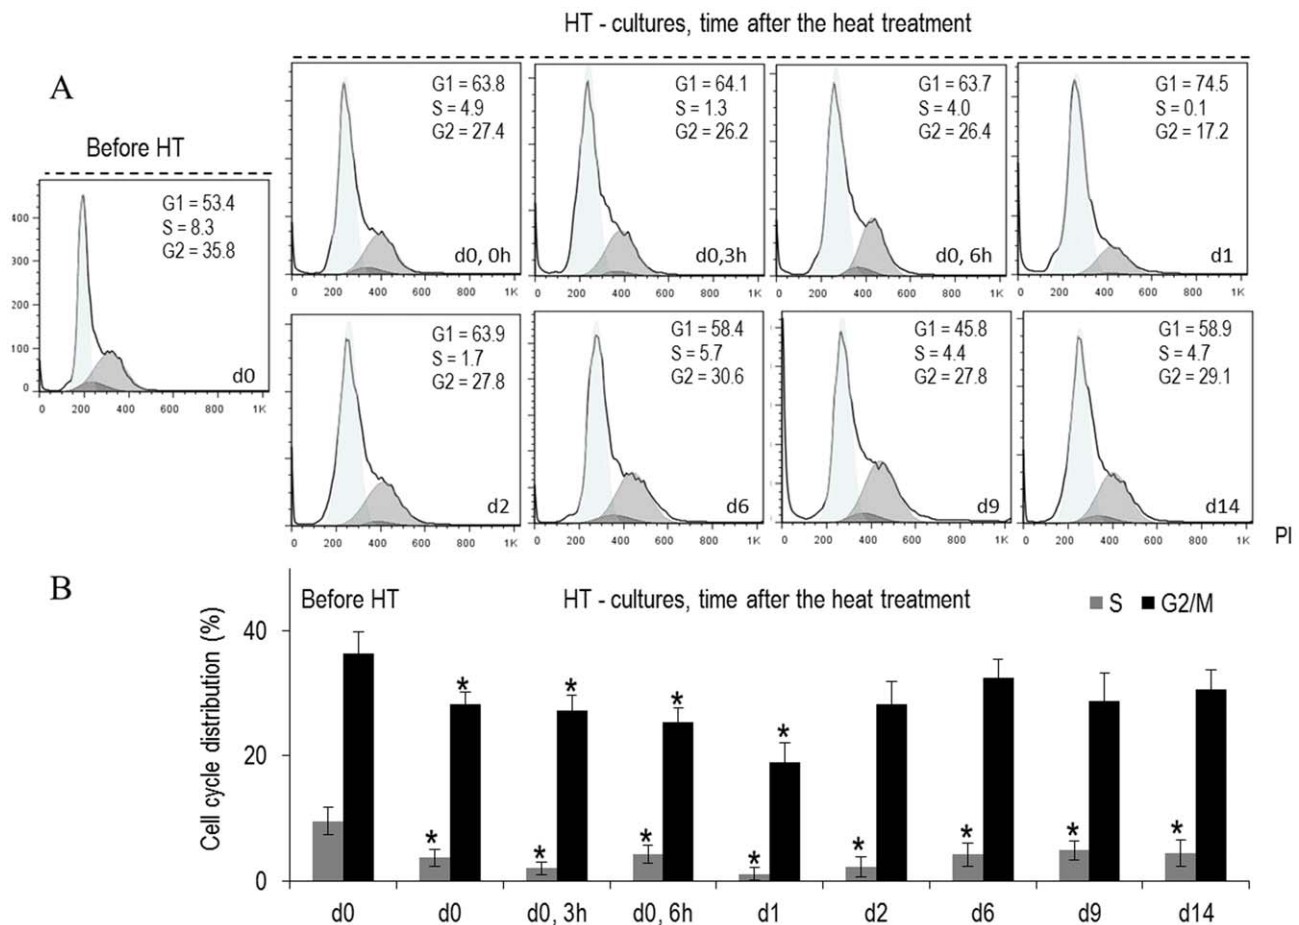 HT - cultures, time after the heat treatment
A
Before HT
G1 = 53.4
S = 8.3
G2 = 35.8
d0
400
300
200
100
0
0 200 400 600 800 1K
G1 = 63.8
S = 4.9
G2 = 27.4
d0, 0h
0 200 400 600 800 1K
G1 = 64.1
S = 1.3
G2 = 26.2
d0,3h
0 200 400 600 800 1K
G1 = 63.7
S = 4.0
G2 = 26.4
d0, 6h
0 200 400 600 800 1K
G1 = 74.5
S = 0.1
G2 = 17.2
d1
0 200 400 600 800 1K
G1 = 63.9
S = 1.7
G2 = 27.8
d2
0 200 400 600 800 1K
G1 = 58.4
S = 5.7
G2 = 30.6
d6
0 200 400 600 800 1K
G1 = 45.8
S = 4.4
G2 = 27.8
d9
0 200 400 600 800 1K
G1 = 58.9
S = 4.7
G2 = 29.1
d14
0 200 400 600 800 1K
PI
B
Before HT
HT - cultures, time after the heat treatment
S G2/M
Cell cycle distribution (%)
40
20
0
* * * *
* * * * * * * *
d0 d0 d0, 3h d0, 6h d1 d2 d6 d9 d14